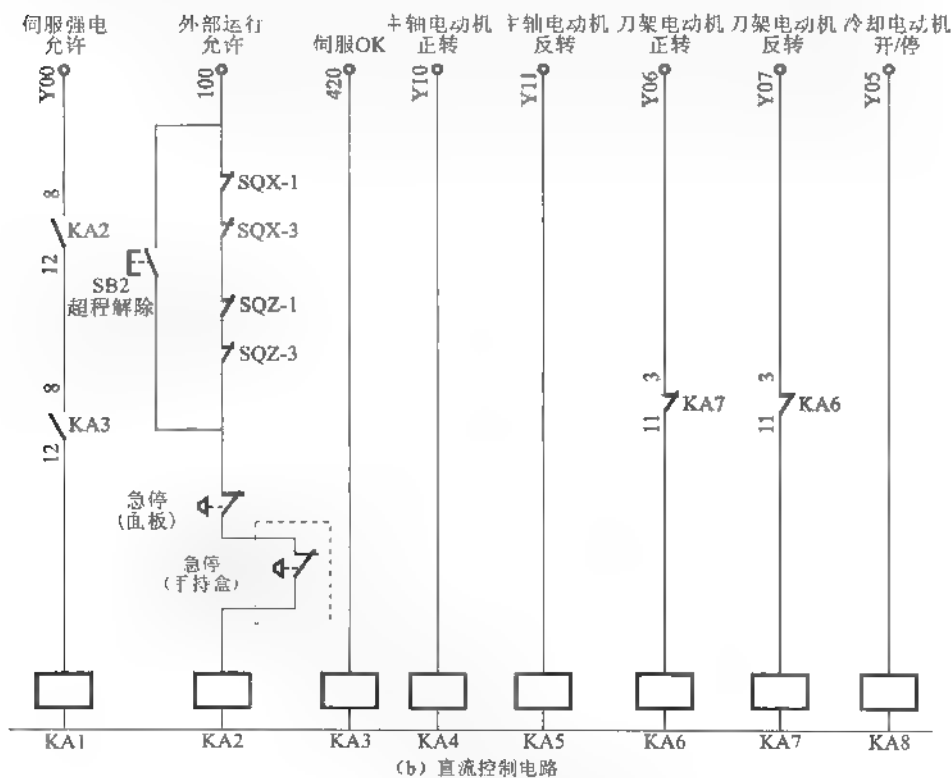 伺服强电
允许
外部运行
允许
伺服OK
主轴电动机
正转
主轴电动机
反转
刀架电动机
正转
刀架电动机
反转
冷却电动机
开/停
Y00
100
420
Y10
Y11
Y06
Y07
Y05
8
KA2
12
SB2
超程解除
SQX-1
SQX-3
SQZ-1
SQZ-3
8
KA3
12
3
KA7
11
3
KA6
11
急停
(面板)
急停
(手持盒)
KA1
KA2
KA3
KA4
KA5
KA6
KA7
KA8
(b) 直流控制电路